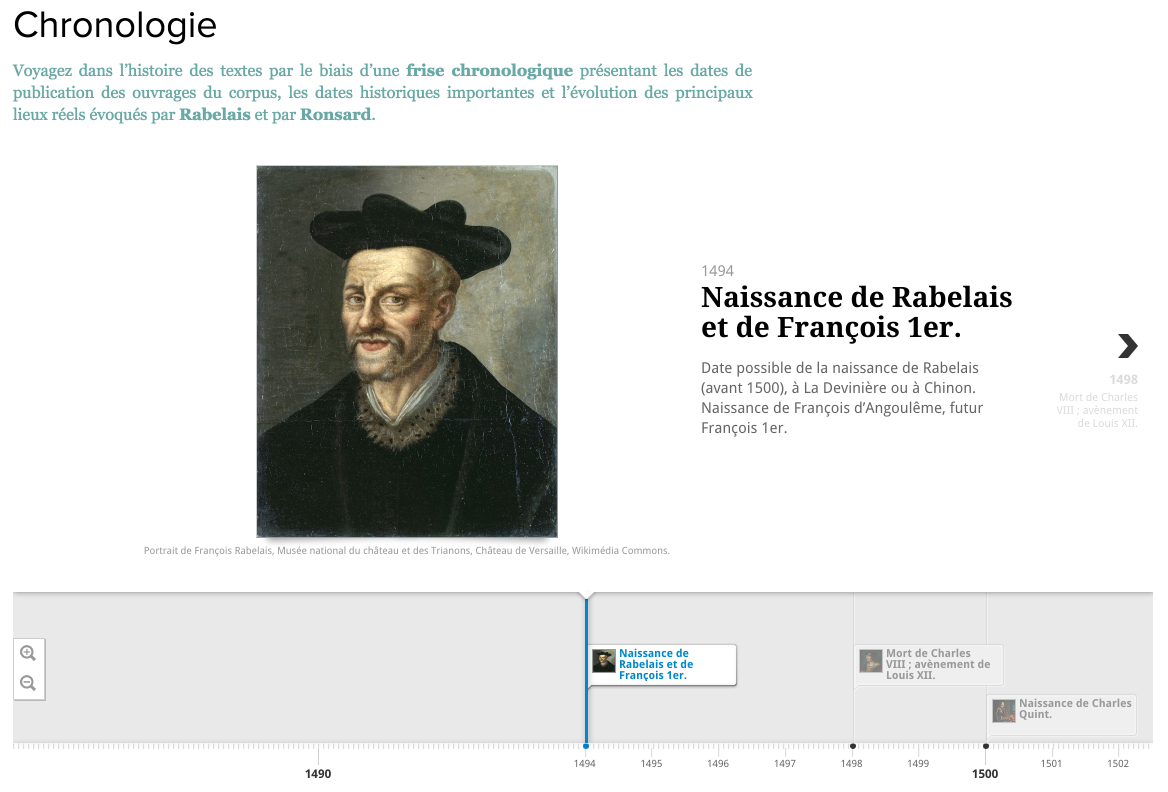 Chronologie
Voyagez dans l’histoire des textes par le biais d’une frise chronologique présentant les dates de
publication des ouvrages du corpus, les dates historiques importantes et l’évolution des principaux
lieux réels évoqués par Rabelais et par Ronsard.
1494
Naissance de Rabelais
et de François 1er.
Date possible de la naissance de Rabelais
(avant 1500), à La Devinière ou à Chinon.
Naissance de François d’Angoulême, futur
François 1er.
1498
Mort de Charles
VIII ; avènement
de Louis XII.
Portrait de François Rabelais, Musée national du château et des Trianons, Château de Versaille, Wikimédia Commons.
Naissance de
Rabelais et de
François 1er.
Mort de Charles
VIII ; avènement de
Louis XII.
Naissance de Charles
Quint.
1490
1494
1495
1496
1497
1498
1499
1500
1501
1502